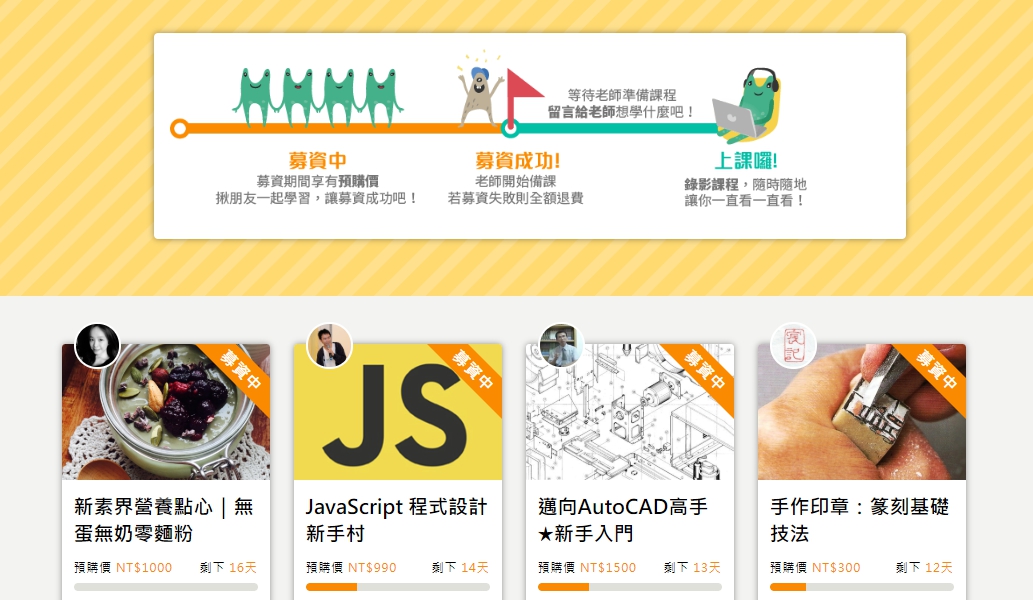 等待老師準備課程
留言給老師想學什麼吧！
募資中
募資期間享有預購價
揪朋友一起學習，讓募資成功吧！
募資成功!
老師開始備課
若募資失敗則全額退費
上課囉!
錄影課程，隨時隨地
讓你一直看一直看！
募資中
新素界營養點心｜無
蛋無奶零麵粉
預購價 NT$1000 剩下 16天
募資中
JS
JavaScript 程式設計
新手村
預購價 NT$990 剩下 14天
募資中
邁向AutoCAD高手
★新手入門
預購價 NT$1500 剩下 13天
募資中
手作印章：篆刻基礎
技法
預購價 NT$300 剩下 12天